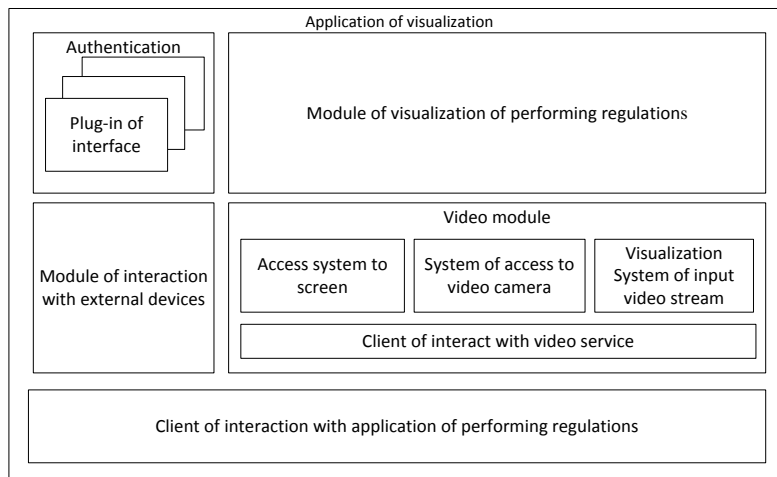 Application of visualization
Authentication
Plug-in of
interface
Module of visualization of performing regulations
Module of interaction
with external devices
Video module
Access system to
screen
System of access to
video camera
Visualization
System of input
video stream
Client of interact with video service
Client of interaction with application of performing regulations